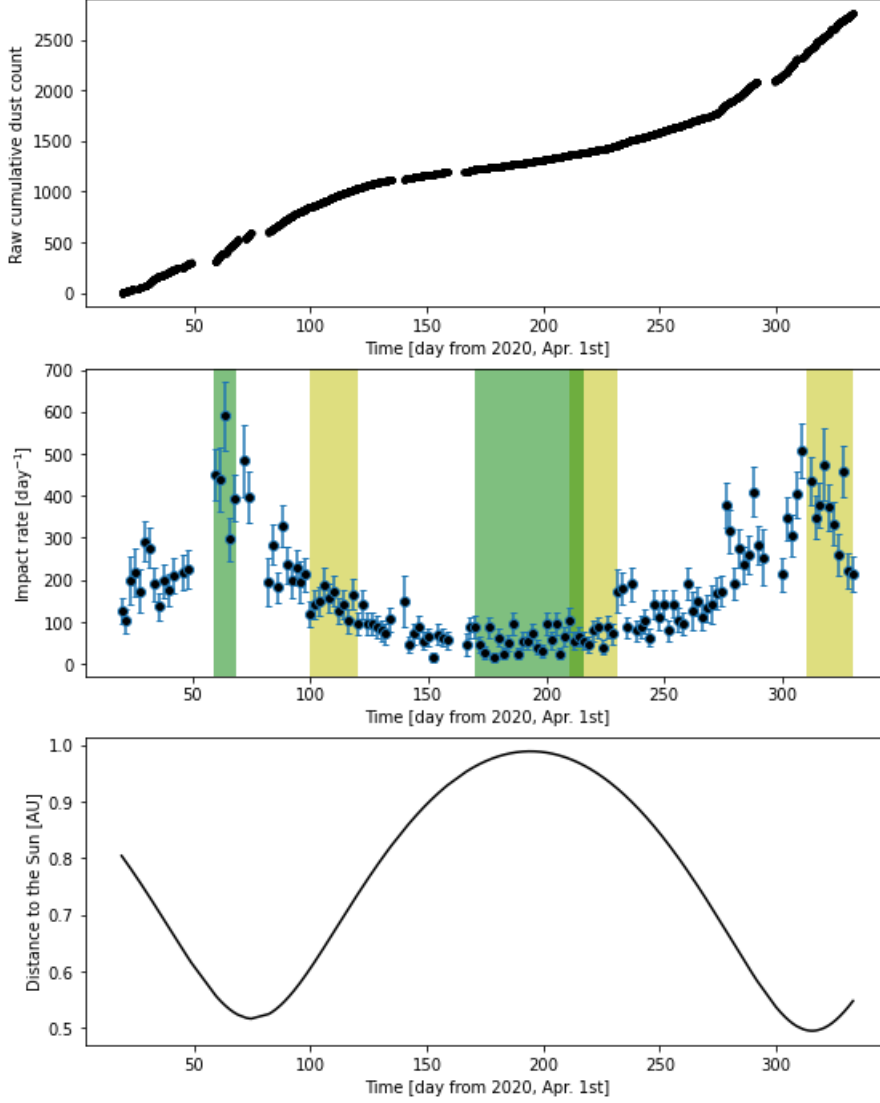 Raw cumulative dust count
2500
2000
1500
1000
500
0
50 100 150 200 250 300
Time [day from 2020, Apr. 1st]
Impact rate [day⁻¹]
700
600
500
400
300
200
100
0
50 100 150 200 250 300
Time [day from 2020, Apr. 1st]
Distance to the Sun [AU]
1.0
0.9
0.8
0.7
0.6
0.5
50 100 150 200 250 300
Time [day from 2020, Apr. 1st]